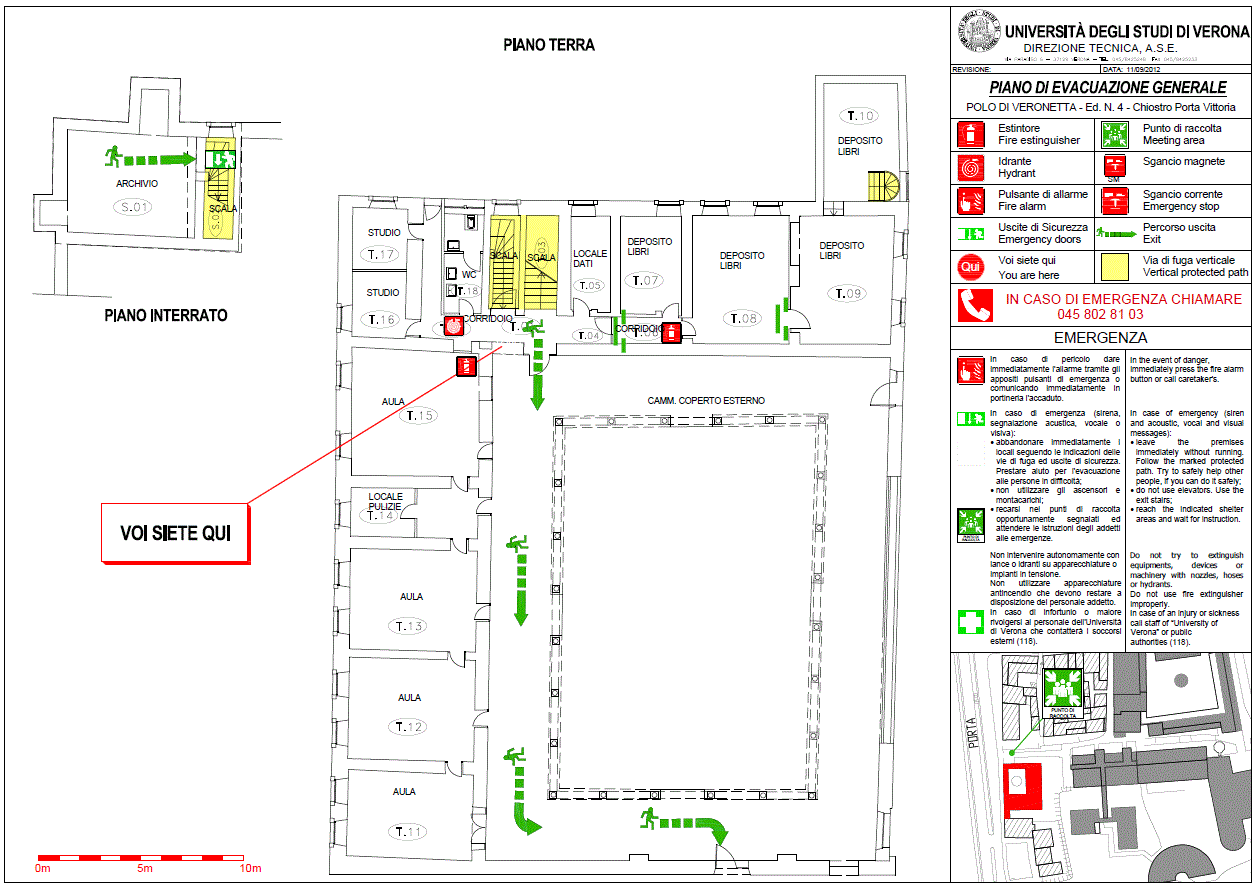 PIANO TERRA
ARCHIVIO
S.01
SCALA
PIANO INTERRATO
T.10
DEPOSITO
LIBRI
STUDIO
T.17
STUDIO
T.16
WC
T.18
SCALA
SCALA
LOCALE
DATI
T.05
DEPOSITO
LIBRI
T.07
DEPOSITO
LIBRI
T.08
DEPOSITO
LIBRI
T.09
CORRIDOIO
T.04
CORRIDOIO
AULA
T.15
CAMM. COPERTO ESTERNO
LOCALE
PULIZIE
T.14
VOI SIETE QUI
AULA
T.13
AULA
T.12
AULA
T.11
0m 5m 10m
UNIVERSITÀ DEGLI STUDI DI VERONA
DIREZIONE TECNICA, A.S.E.
REVISIONE: DATA: 11/09/2012
PIANO DI EVACUAZIONE GENERALE
POLO DI VERONETTA - Ed. N. 4 - Chiostro Porta Vittoria
Estintore
Fire estinguisher
Punto di raccolta
Meeting area
Idrante
Hydrant
Sgancio magnete
SM
Pulsante di allarme
Fire alarm
Sgancio corrente
Emergency stop
Uscite di Sicurezza
Emergency doors
Percorso uscita
Exit
Qui
Voi siete qui
You are here
Via di fuga verticale
Vertical protected path
IN CASO DI EMERGENZA CHIAMARE
045 802 81 03
EMERGENZA
In caso di pericolo dare
immediatamente l'allarme tramite gli
appositi pulsanti di emergenza o
comunicando immediatamente in
portineria l'accaduto.
In the event of danger,
immediately press the fire alarm
button or call caretaker's.
In caso di emergenza (sirena,
segnalazione acustica, vocale o
visiva):
• abbandonare immediatamente i
locali seguendo le indicazioni delle
vie di fuga ed uscite di sicurezza.
Prestare aiuto per l'evacuazione
alle persone in difficoltà;
• non utilizzare gli ascensori e
montacarichi;
• recarsi nei punti di raccolta
opportunamente segnalati ed
attendere le istruzioni degli addetti
alle emergenze.
In case of emergency (siren
and acoustic, vocal and visual
messages):
• leave the premises
immediately without running.
Follow the marked protected
path. Try to safely help other
people, if you can do it safely;
• do not use elevators. Use the
exit stairs;
• reach the indicated shelter
areas and wait for instruction.
PUNTO DI
RACCOLTA
Non intervenire autonomamente con
lance o idranti su apparecchiature o
impianti in tensione.
Non utilizzare apparecchiature
antincendio che devono restare a
disposizione del personale addetto.
In caso di infortunio o malore
rivolgersi al personale dell'Università
di Verona che contatterà i soccorsi
esterni (118).
Do not try to extinguish
equipments, devices or
machinery with nozzles, hoses
or hydrants.
Do not use fire extinguisher
improperly.
In case of an injury or sickness
call staff of "University of
Verona" or public
authorities (118).
PUNTO DI
RACCOLTA
PORTA